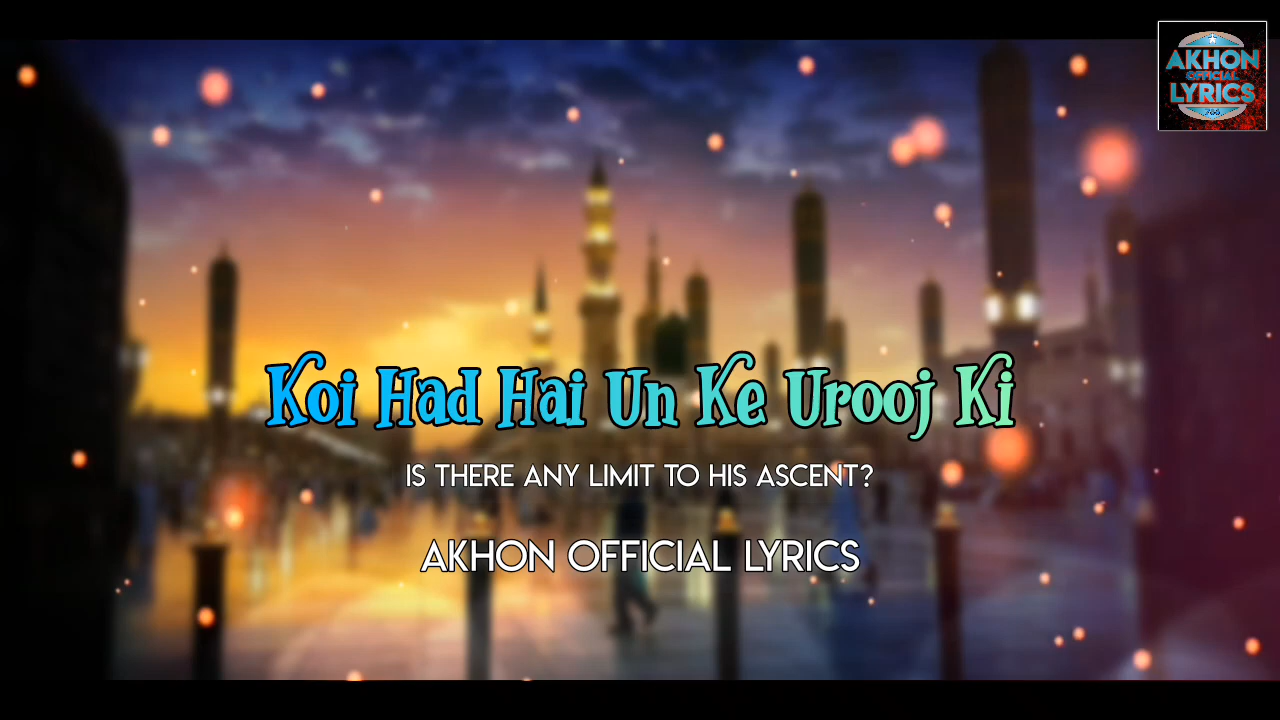 AKHON
OFFICIAL
LYRICS
Koi Had Hai Un Ke Urooj Ki
IS THERE ANY LIMIT TO HIS ASCENT?
AKHON OFFICIAL LYRICS